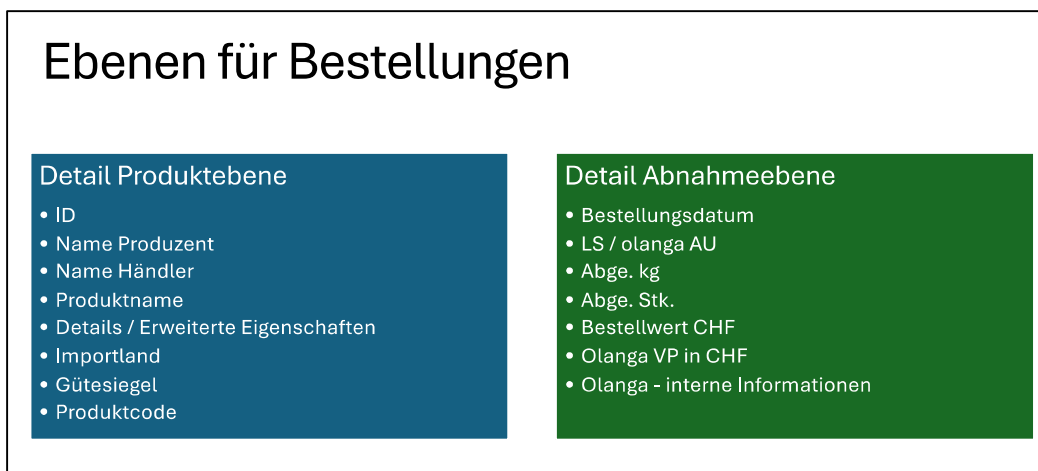 Ebenen für Bestellungen
Detail Produktebene
• ID
• Name Produzent
• Name Händler
• Produktname
• Details / Erweiterte Eigenschaften
• Importland
• Gütesiegel
• Produktcode
Detail Abnahmeebene
• Bestellungsdatum
• LS / olanga AU
• Abge. kg
• Abge. Stk.
• Bestellwert CHF
• Olanga VP in CHF
• Olanga - interne Informationen